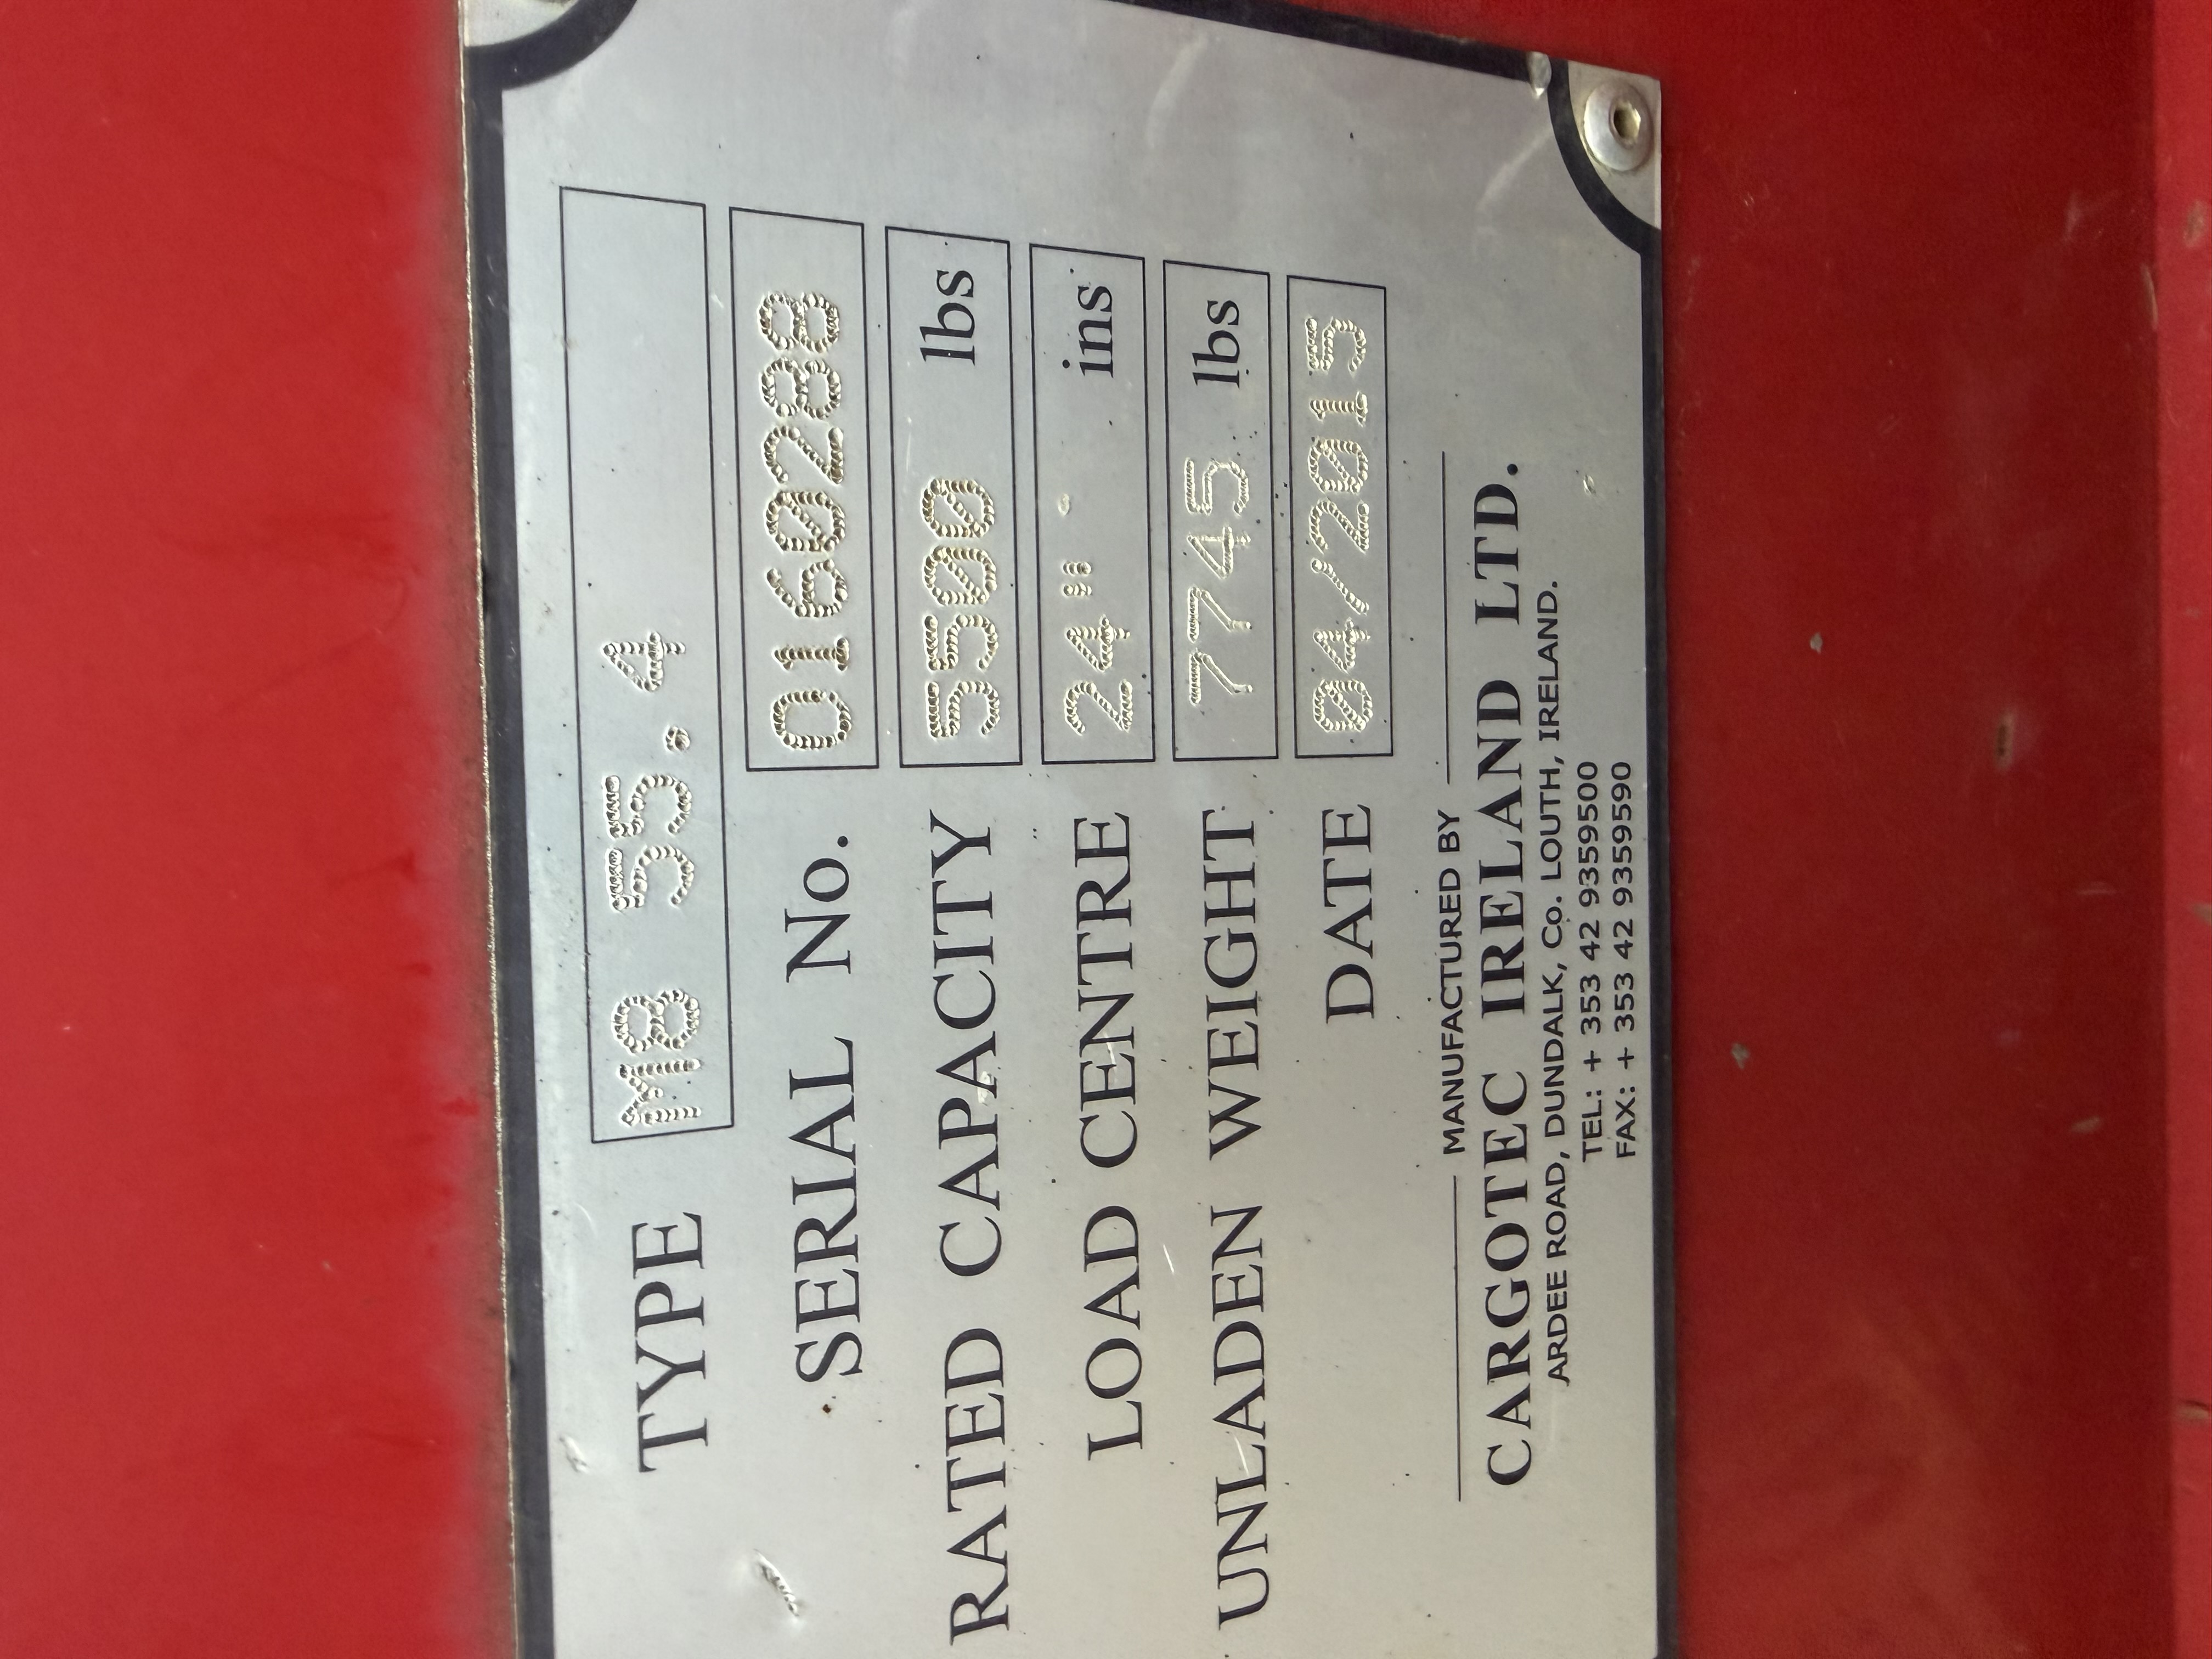 TYPE M8 55.4
SERIAL No. 0160288
RATED CAPACITY 5500 lbs
LOAD CENTRE 24" ins
UNLADEN WEIGHT 7745 lbs
DATE 04/2015
MANUFACTURED BY
CARGOTEC IRELAND LTD.
ARDEE ROAD, DUNDALK, Co. LOUTH, IRELAND.
TEL: + 353 42 9359500
FAX: + 353 42 9359590